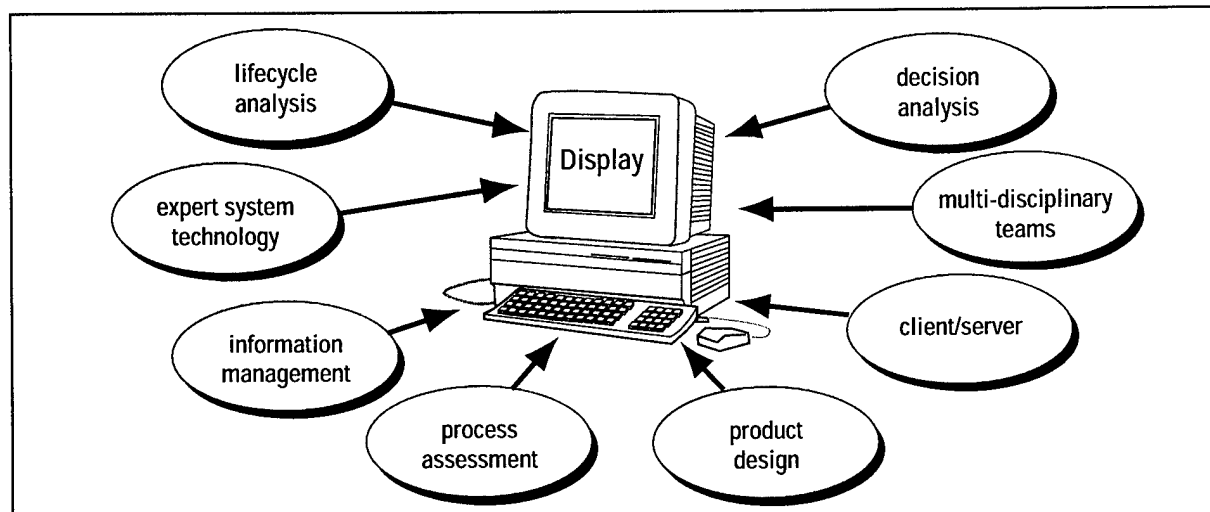 lifecycle
analysis
decision
analysis
Display
expert system
technology
multi-disciplinary
teams
information
management
client/server
process
assessment
product
design